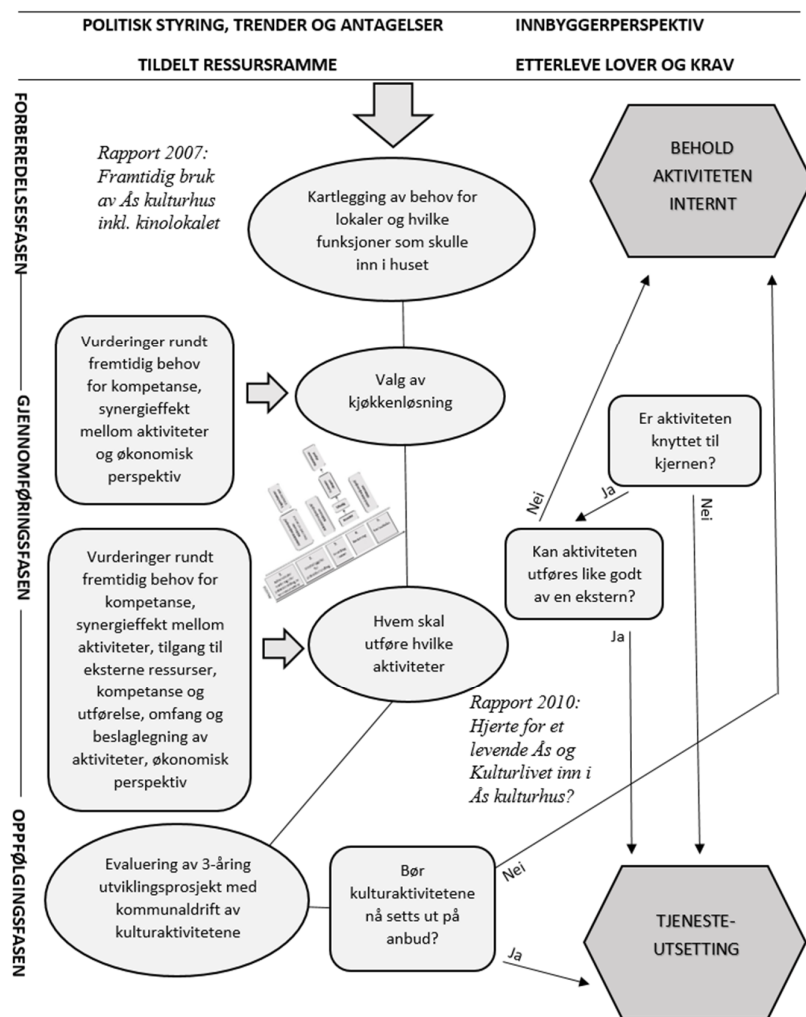 POLITISK STYRING, TRENDER OG ANTAGELSER
INNBYGGERPERSPEKTIV
TILDELT RESSURSRAMME
ETTERLEVE LOVER OG KRAV
FORBEREDELSESFASEN
Rapport 2007:
Framtidig bruk
av Ås kulturhus
inkl. kinolokalet
Kartlegging av behov for
lokaler og hvilke
funksjoner som skulle
inn i huset
BEHOLD
AKTIVITETEN
INTERNT
GJENNOMFØRINGSFASEN
Vurderinger rundt
fremtidig behov
for kompetanse,
synergieffekt
mellom aktiviteter
og økonomisk
perspektiv
Valg av
kjøkkenløsning
Er aktiviteten
knyttet til
kjernen?
Nei
Ja
Nei
Kan aktiviteten
utføres like godt
av en ekstern?
Ja
Vurderinger rundt
fremtidig behov for
kompetanse,
synergieffekt mellom
aktiviteter, tilgang til
eksterne ressurser,
kompetanse og
utførelse, omfang og
beslaglegning av
aktiviteter, økonomisk
perspektiv
Hvem skal
utføre hvilke
aktiviteter
Rapport 2010:
Hjerte for et
levende Ås og
Kulturlivet inn i
Ås kulturhus?
OPPFØLGINGSFASEN
Evaluering av 3-åring
utviklingsprosjekt med
kommunaldrift av
kulturaktivitetene
Bør
kulturaktivitetene
nå setts ut på
anbud?
Nei
Ja
TJENESTE-
UTSETTING